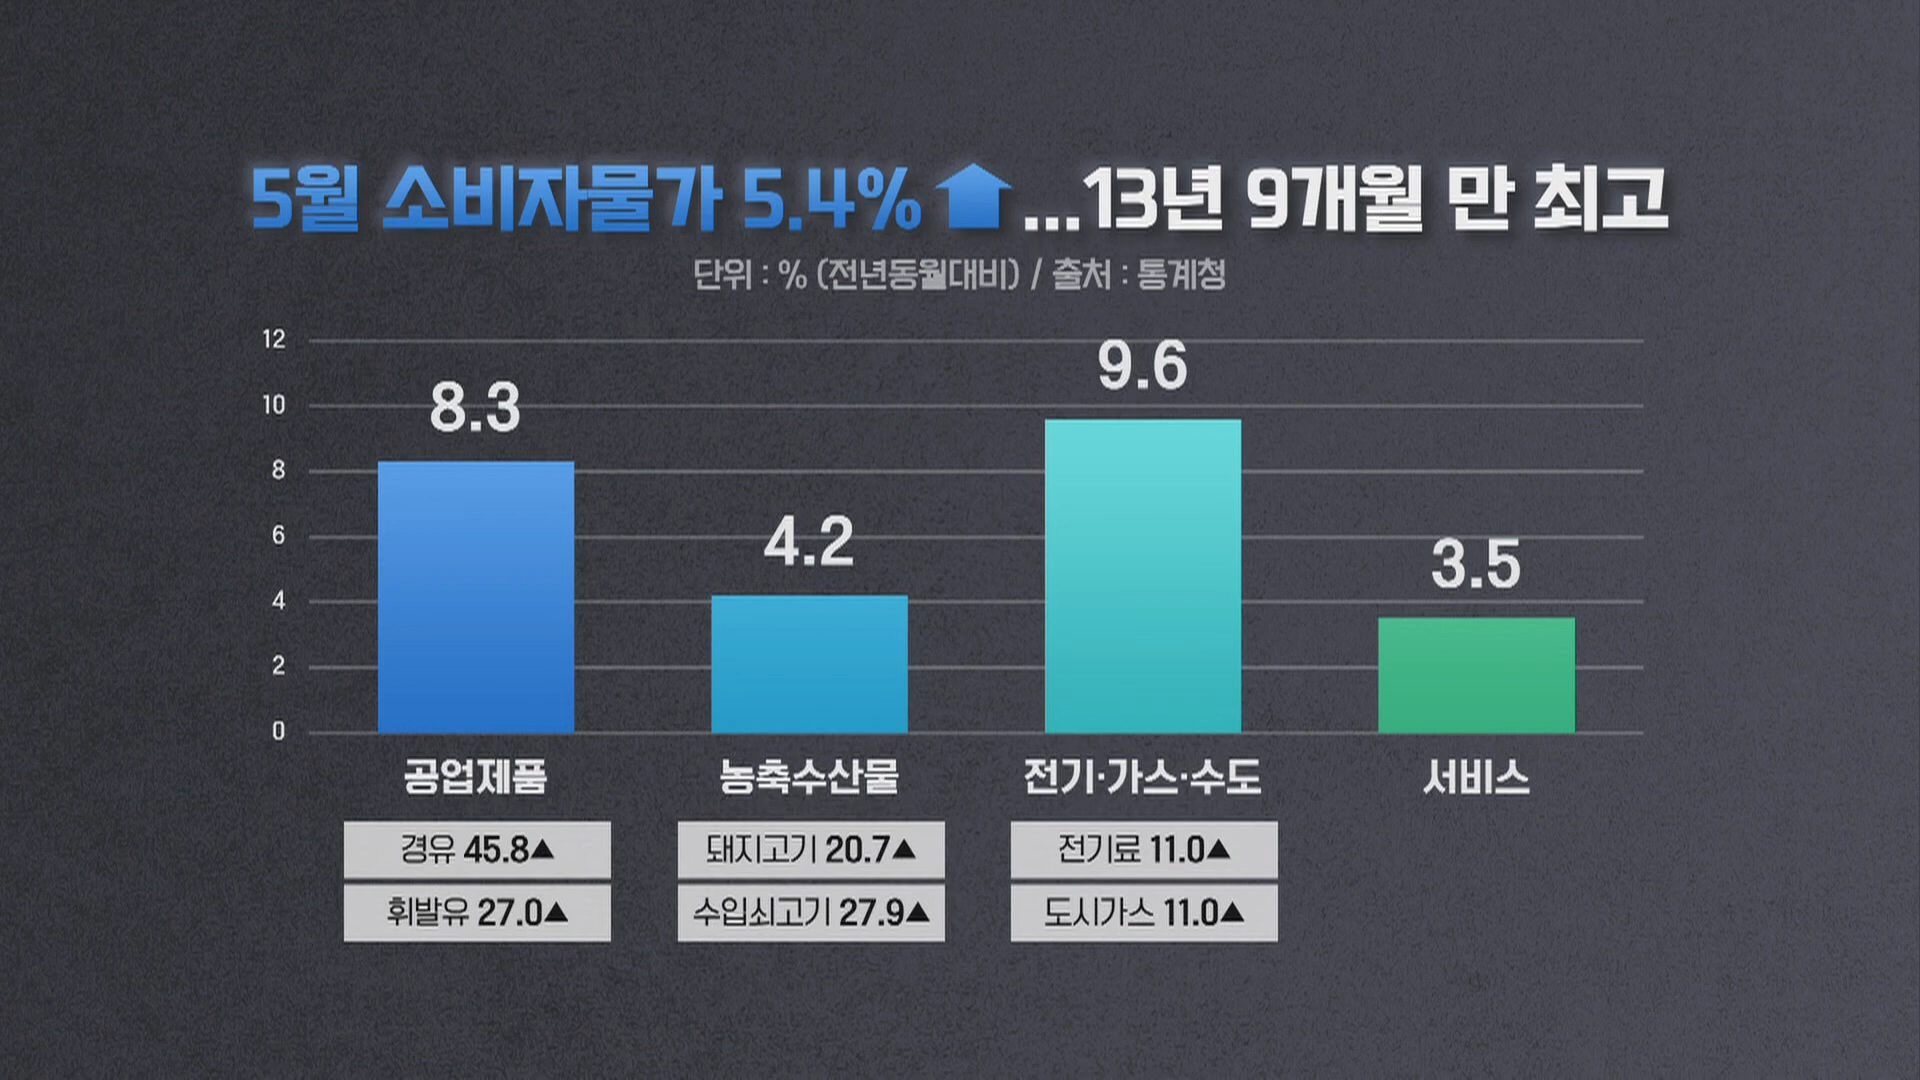 5월 소비자물가 5.4% ⬆ ...13년 9개월 만 최고
단위 : % (전년동월대비) / 출처 : 통계청
12
10
8
6
4
2
0
8.3
4.2
9.6
3.5
공업제품
농축수산물
전기·가스·수도
서비스
경유 45.8▲
돼지고기 20.7▲
전기료 11.0▲
휘발유 27.0▲
수입쇠고기 27.9▲
도시가스 11.0▲